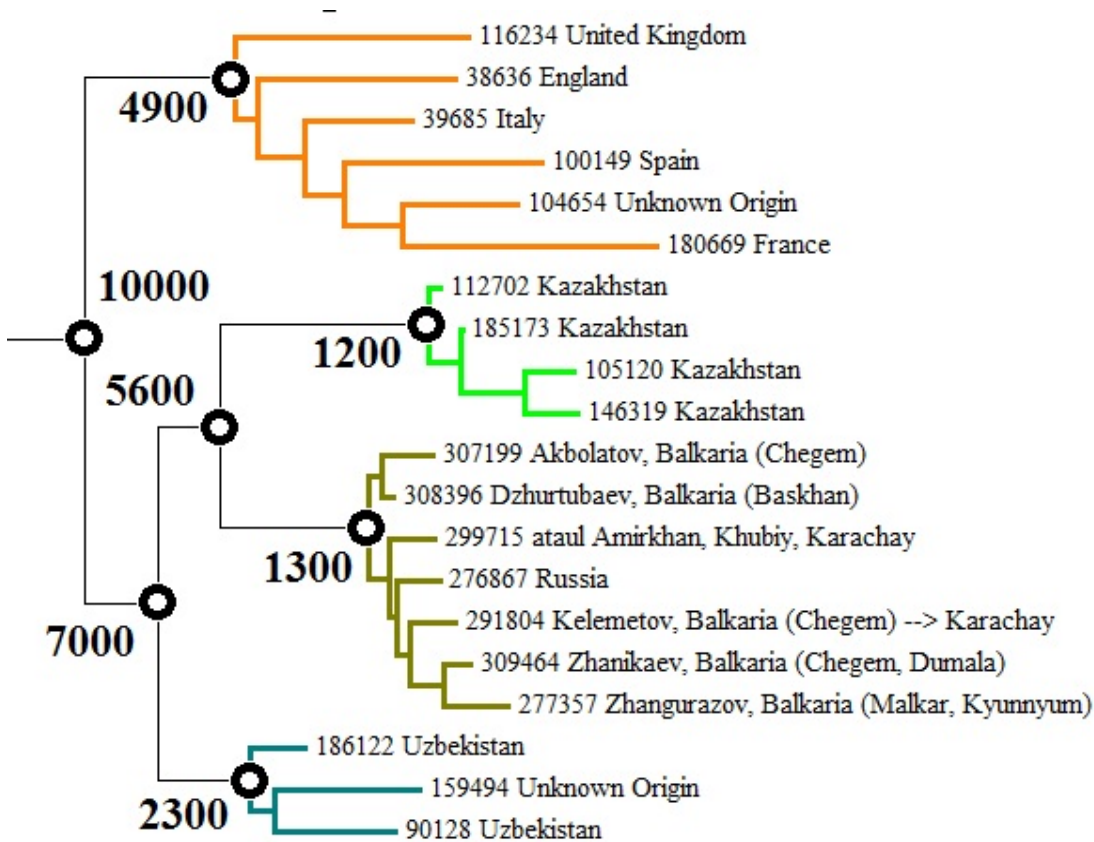 116234 United Kingdom
38636 England
4900
39685 Italy
100149 Spain
104654 Unknown Origin
180669 France
10000
112702 Kazakhstan
185173 Kazakhstan
1200
105120 Kazakhstan
5600
146319 Kazakhstan
307199 Akbolatov, Balkaria (Chegem)
308396 Dzhurtubaev, Balkaria (Baskhan)
299715 ataul Amirkhan, Khubiy, Karachay
1300
276867 Russia
291804 Kelemetov, Balkaria (Chegem) --> Karachay
7000
309464 Zhanikaev, Balkaria (Chegem, Dumala)
277357 Zhangurazov, Balkaria (Malkar, Kyunnyum)
186122 Uzbekistan
159494 Unknown Origin
2300
90128 Uzbekistan